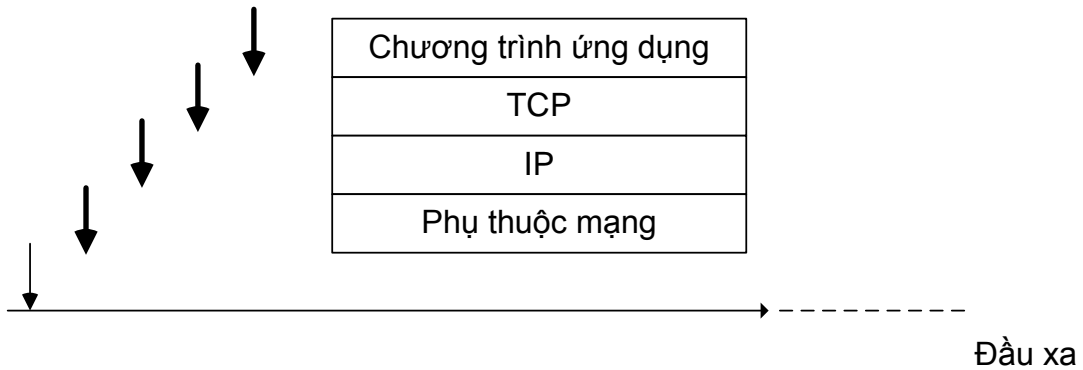 Chương trình ứng dụng
TCP
IP
Phụ thuộc mạng
Đầu xa